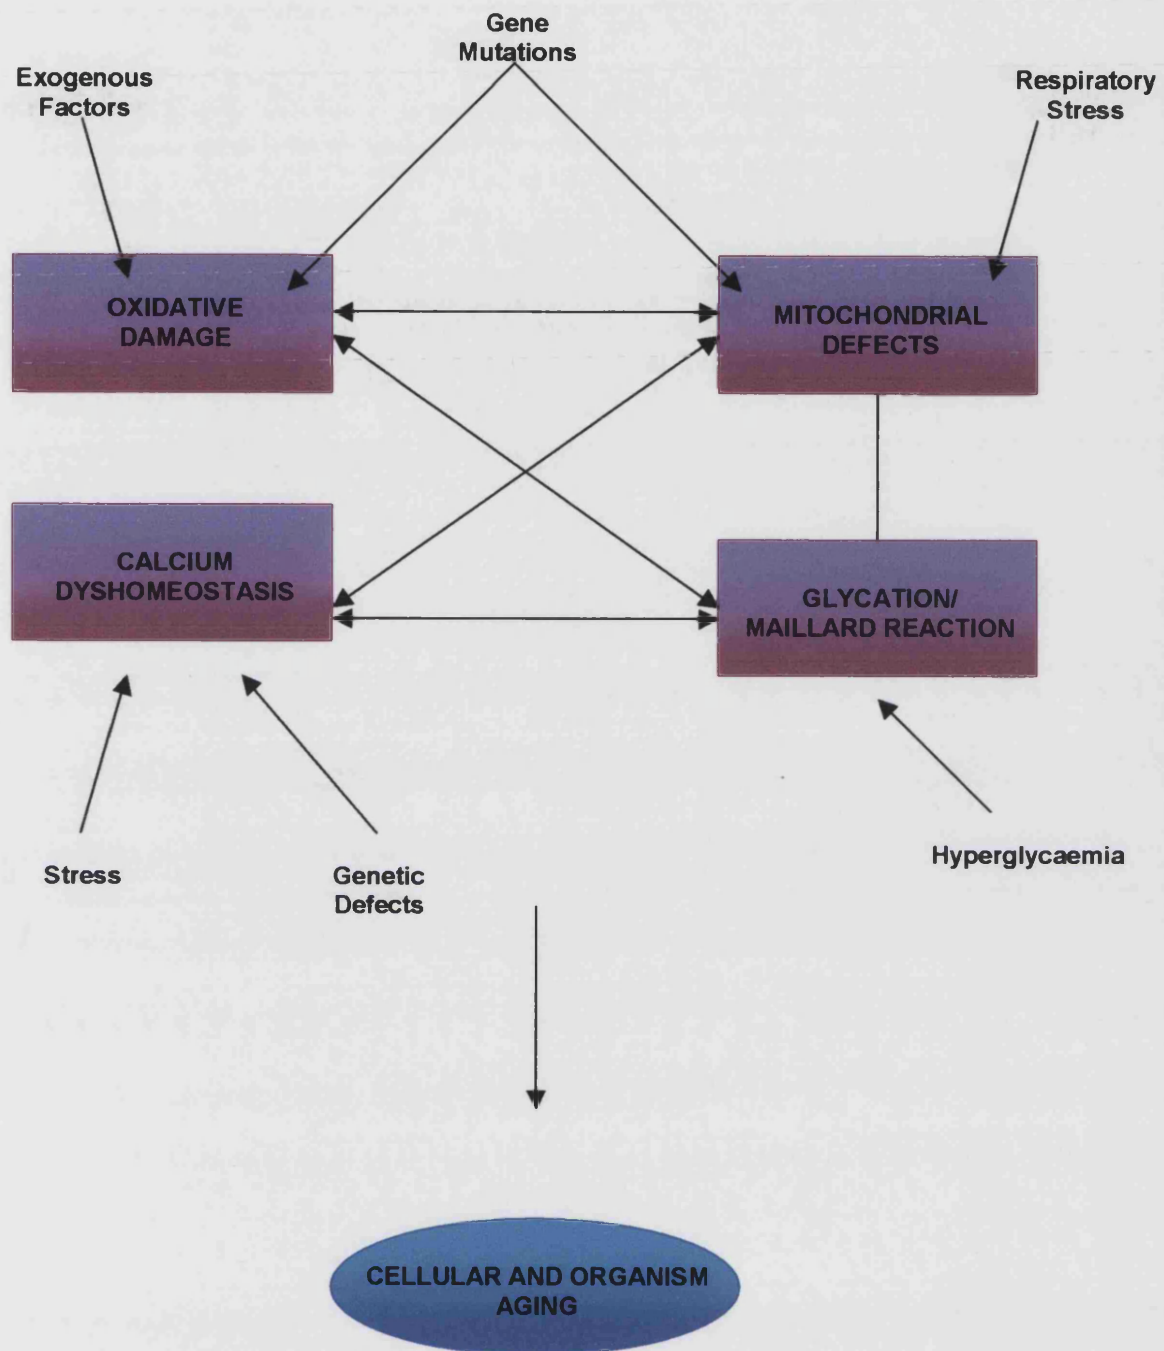 Gene
Mutations
Exogenous
Factors
Respiratory
Stress
OXIDATIVE
DAMAGE
MITOCHONDRIAL
DEFECTS
CALCIUM
DYSHOMEOSTASIS
GLYCATION/
MAILLARD REACTION
Stress
Genetic
Defects
Hyperglycaemia
CELLULAR AND ORGANISM
AGING